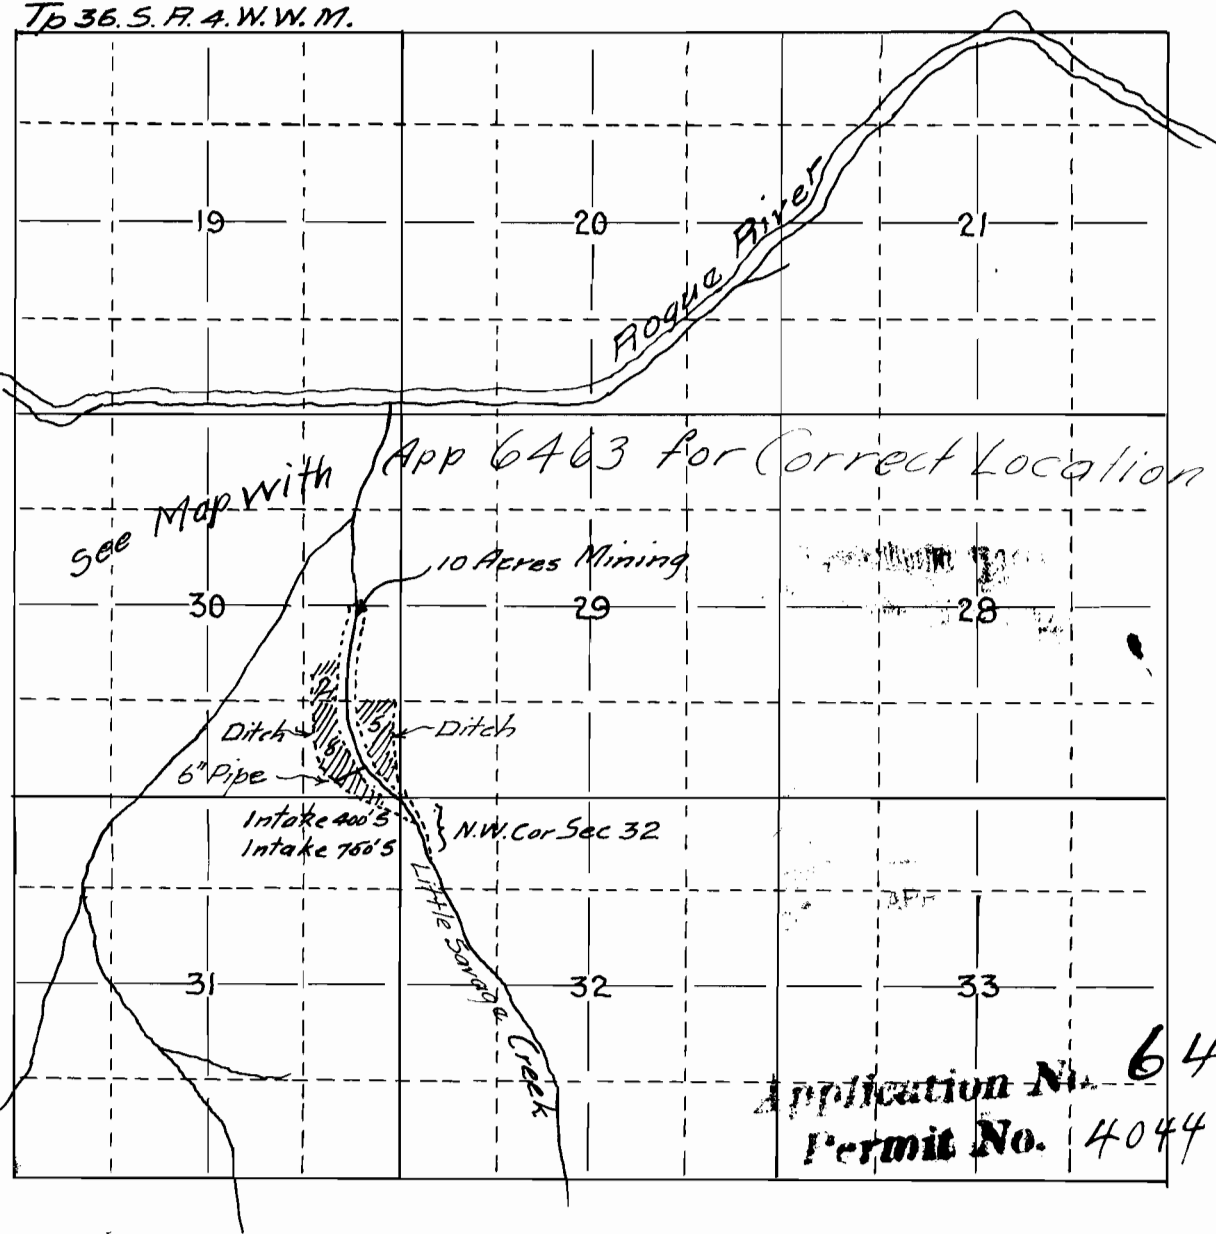 Tp 36. S. R. 4. W. W. M.
19
20
21
Rogue River
See Map with App 6463 for Correct Location
10 Acres Mining
30
29
28
2
Ditch
5
Ditch
8
6" Pipe
Intake 400'S
Intake 750'S
N.W. Cor Sec 32
Little Savage Creek
31
32
33
Application No. 64
Permit No. 4044